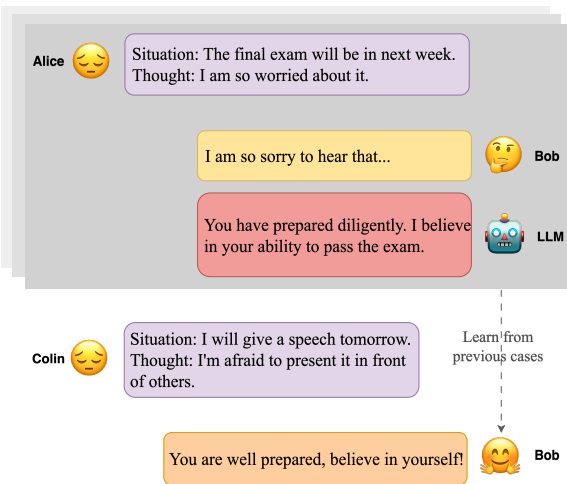 Alice
Situation: The final exam will be in next week.
Thought: I am so worried about it.
I am so sorry to hear that...
Bob
You have prepared diligently. I believe
in your ability to pass the exam.
LLM
Situation: I will give a speech tomorrow.
Thought: I'm afraid to present it in front
of others.
Colin
Learn from
previous cases
You are well prepared, believe in yourself!
Bob